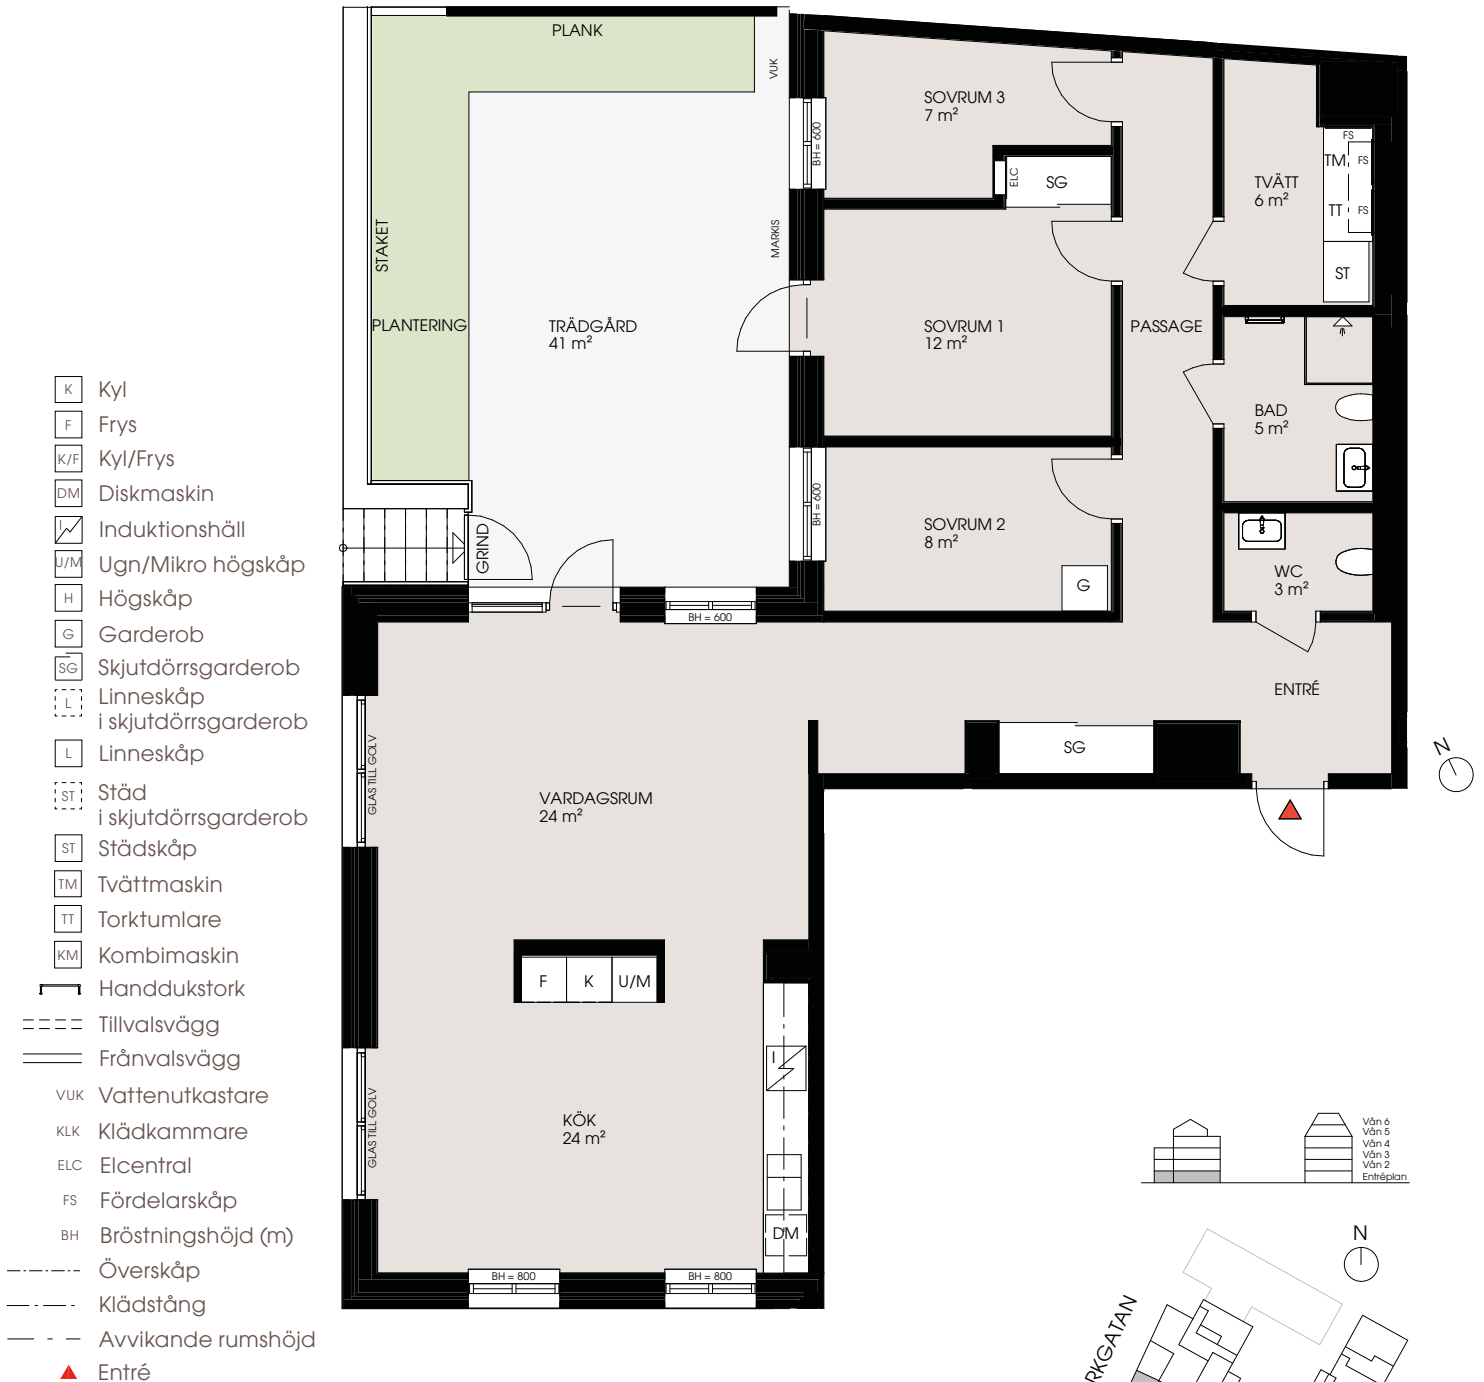 PLANK
VUK
SOVRUM 3
7 m²
BH = 600
ELC
SG
FS
TM
FS
TT
FS
ST
TVÄTT
6 m²
STAKET
MARKIS
PLANTERING
TRÄDGÅRD
41 m²
SOVRUM 1
12 m²
PASSAGE
BAD
5 m²
BH = 600
SOVRUM 2
8 m²
G
GRIND
WC
3 m²
BH = 600
ENTRÉ
SG
GLAS TILL GOLV
VARDAGSRUM
24 m²
F
K
U/M
I
GLAS TILL GOLV
KÖK
24 m²
DM
BH = 800
BH = 800
K Kyl
F Frys
K/F Kyl/Frys
DM Diskmaskin
I Induktionshäll
U/M Ugn/Mikro högskåp
H Högskåp
G Garderob
SG Skjutdörrsgarderob
L Linneskåp
i skjutdörrsgarderob
L Linneskåp
ST Städ
i skjutdörrsgarderob
ST Städskåp
TM Tvättmaskin
TT Torktumlare
KM Kombimaskin
Handdukstork
Tillvalsvägg
Frånvalsvägg
VUK Vattenutkastare
KLK Klädkammare
ELC Elcentral
FS Fördelarskåp
BH Bröstningshöjd (m)
Överskåp
Klädstång
Avvikande rumshöjd
Entré
N
Vån 6
Vån 5
Vån 4
Vån 3
Vån 2
Entréplan
N
RKGATAN